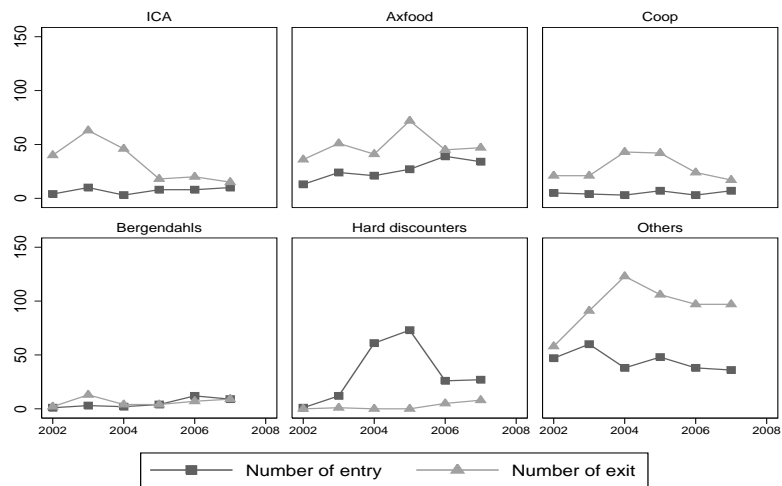 ICA Axfood Coop
150
100
50
0
Bergendahls Hard discounters Others
150
100
50
0
2002 2004 2006 2008 2002 2004 2006 2008 2002 2004 2006 2008
Number of entry Number of exit